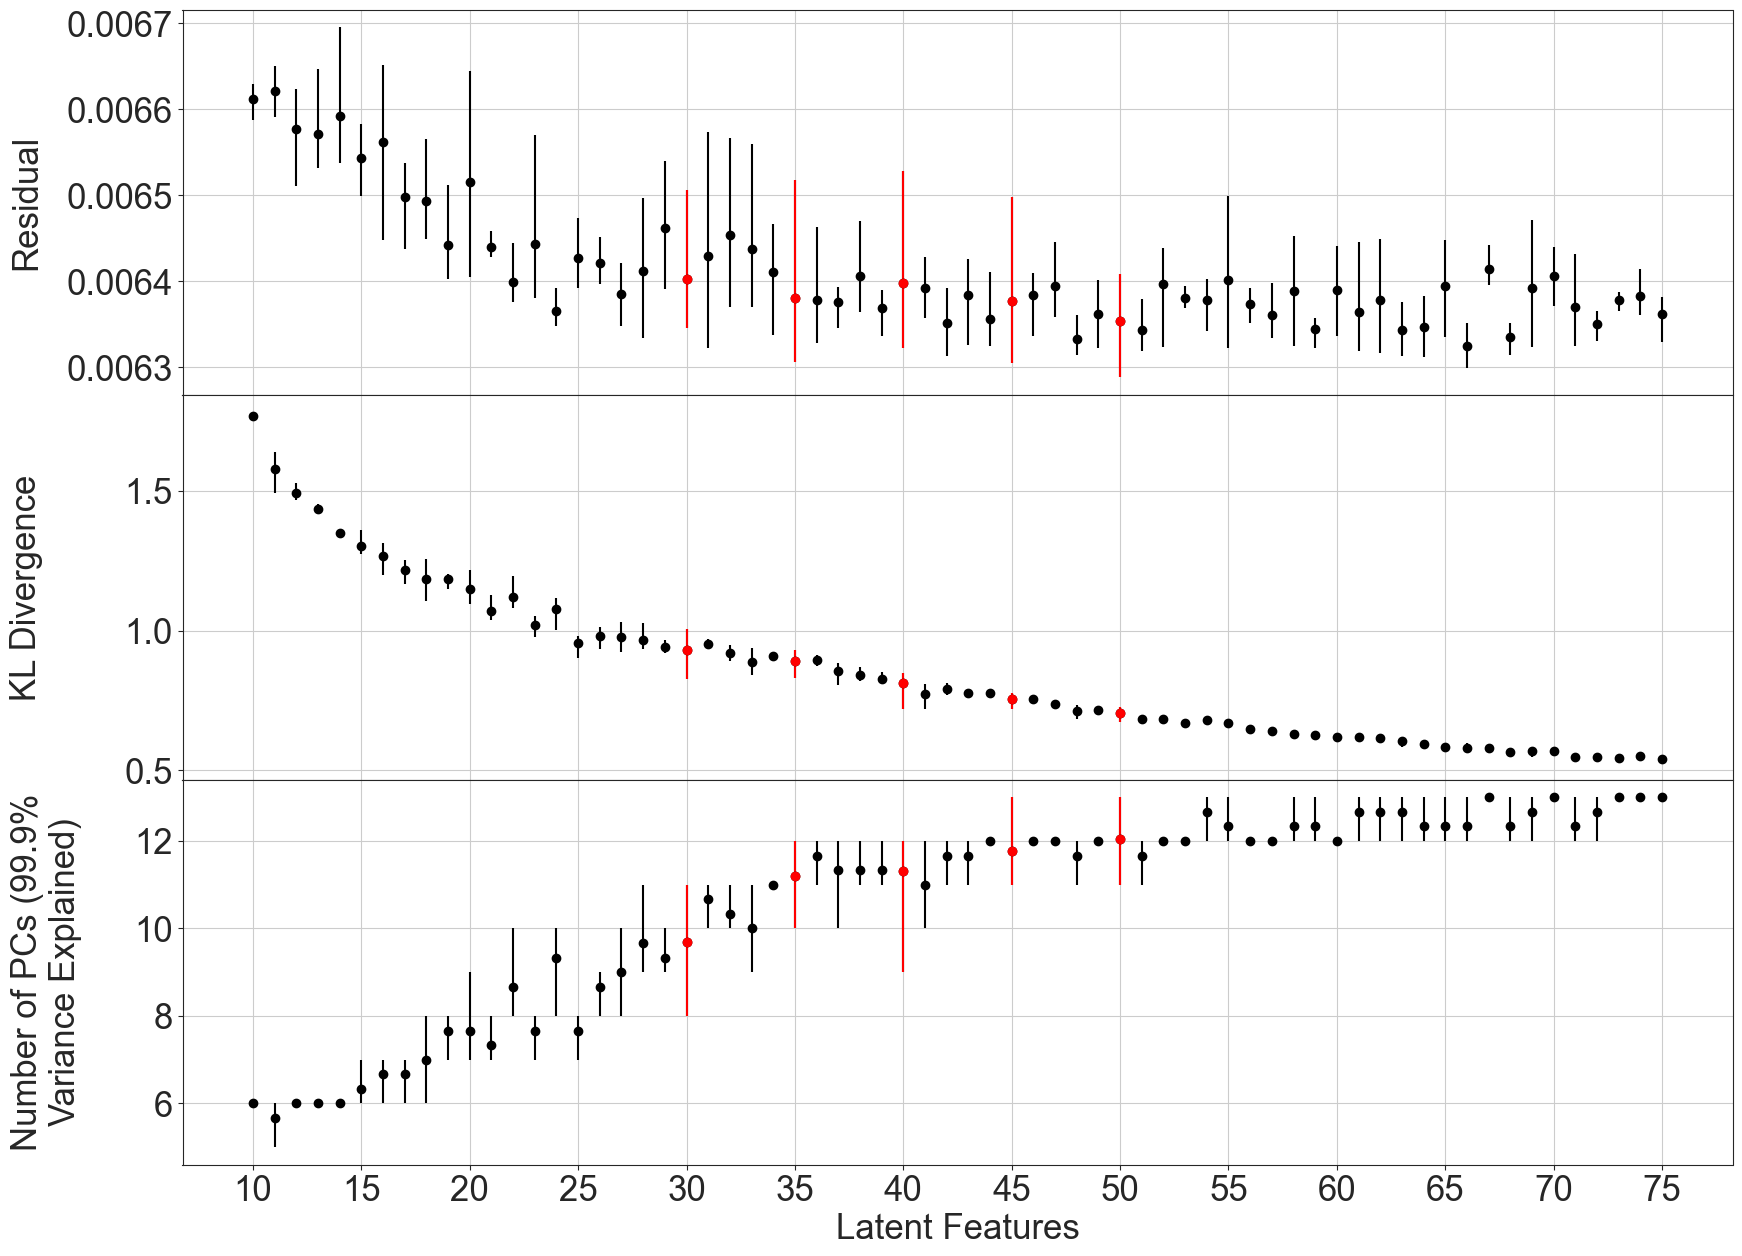 Residual
0.0067
0.0066
0.0065
0.0064
0.0063
KL Divergence
1.5
1.0
0.5
Number of PCs (99.9%
Variance Explained)
12
10
8
6
10 15 20 25 30 35 40 45 50 55 60 65 70 75
Latent Features